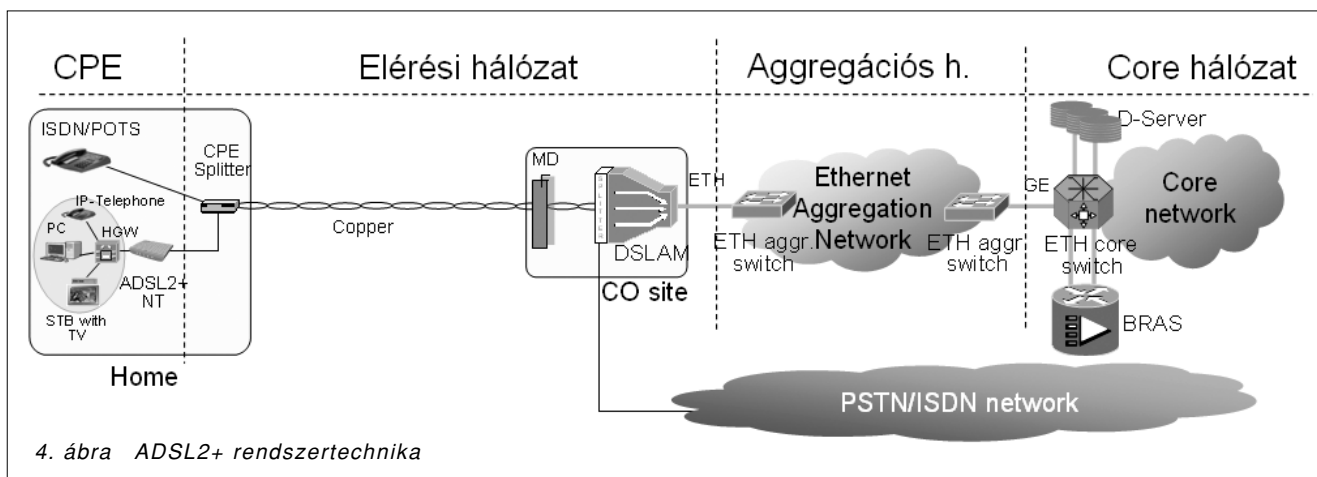 CPE
Elérési hálózat
Aggregációs h.
Core hálózat
ISDN/POTS
CPE
Splitter
IP-Telephone
PC
HGW
ADSL2+
NT
STB with
TV
Home
Copper
MD
SPLITTER
DSLAM
CO site
ETH
Ethernet
Aggregation
Network
ETH aggr.
switch
ETH aggr
switch
GE
D-Server
Core
network
ETH core
switch
BRAS
PSTN/ISDN network
4. ábra ADSL2+ rendszertechnika